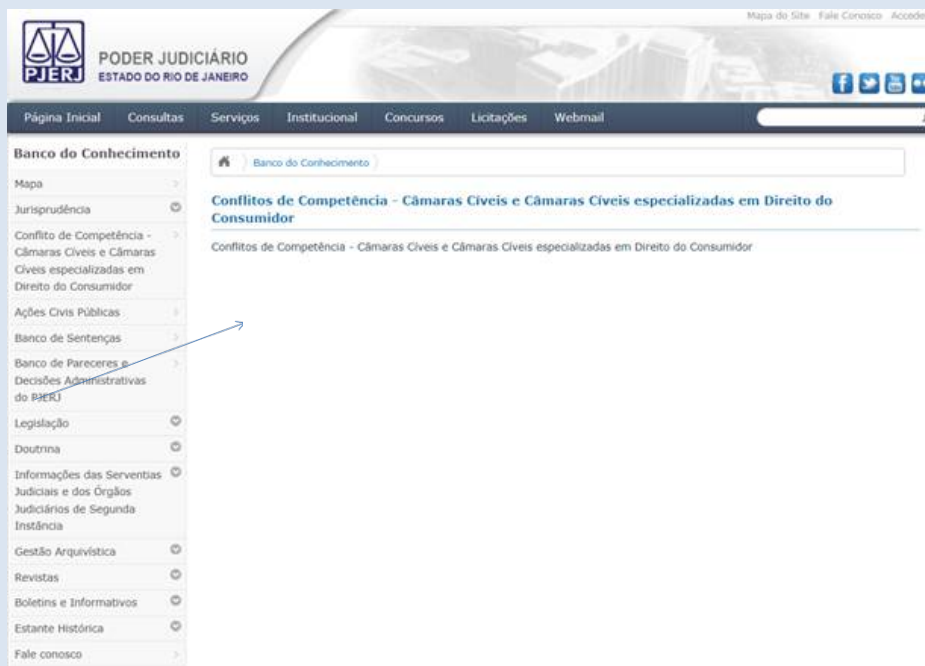 Mapa do Site Fale Conosco
PJERJ
PODER JUDICIÁRIO
ESTADO DO RIO DE JANEIRO
Página Inicial Consultas Serviços Institucional Concursos Licitações Webmail
Banco do Conhecimento
Mapa
Jurisprudência
Conflito de Competência -
Câmaras Cíveis e Câmaras
Cíveis especializadas em
Direito do Consumidor
Ações Civis Públicas
Banco de Sentenças
Banco de Pareceres e
Decisões Administrativas
do PJERJ
Legislação
Doutrina
Informações das Serventias
Judiciais e dos Órgãos
Judiciários de Segunda
Instância
Gestão Arquivística
Revistas
Boletins e Informativos
Estante Histórica
Fale conosco
Banco do Conhecimento
Conflitos de Competência - Câmaras Cíveis e Câmaras Cíveis especializadas em Direito do
Consumidor
Conflitos de Competência - Câmaras Cíveis e Câmaras Cíveis especializadas em Direito do Consumidor